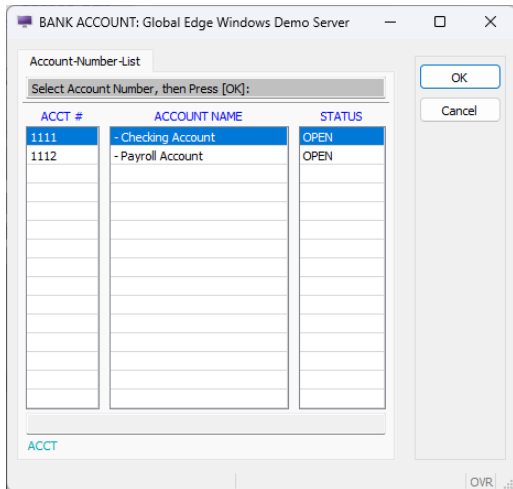 BANK ACCOUNT: Global Edge Windows Demo Server
Account-Number-List
Select Account Number, then Press [OK]:
OK
Cancel
ACCT # ACCOUNT NAME STATUS
1111 - Checking Account OPEN
1112 - Payroll Account OPEN
ACCT
OVR